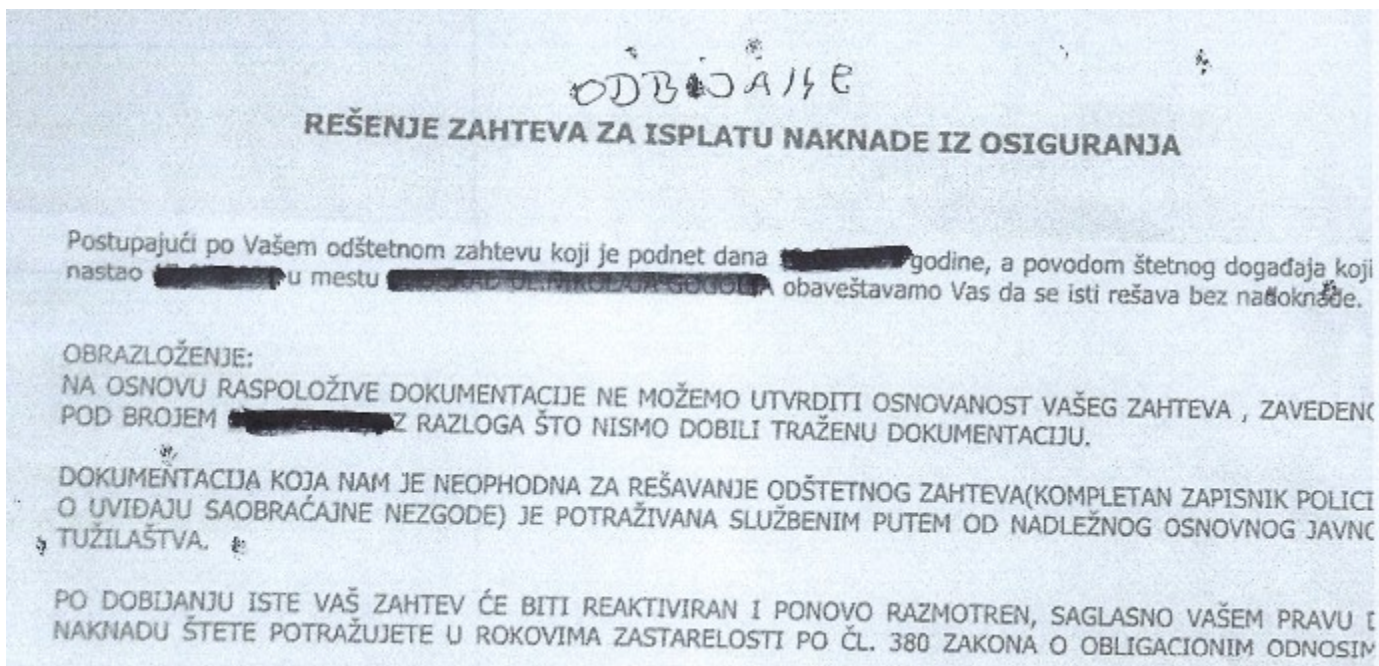 ODBIJANJE
REŠENJE ZAHTEVA ZA ISPLATU NAKNADE IZ OSIGURANJA
Postupajući po Vašem odštetnom zahtevu koji je podnet dana godine, a povodom štetnog događaja koji
nastao u mestu obaveštavamo Vas da se isti rešava bez nadoknade.
OBRAZLOŽENJE:
NA OSNOVU RASPOLOŽIVE DOKUMENTACIJE NE MOŽEMO UTVRDITI OSNOVANOST VAŠEG ZAHTEVA , ZAVEDENO
POD BROJEM Z RAZLOGA ŠTO NISMO DOBILI TRAŽENU DOKUMENTACIJU.
DOKUMENTACIJA KOJA NAM JE NEOPHODNA ZA REŠAVANJE ODŠTETNOG ZAHTEVA(KOMPLETAN ZAPISNIK POLICI
O UVIĐAJU SAOBRAĆAJNE NEZGODE) JE POTRAŽIVANA SLUŽBENIM PUTEM OD NADLEŽNOG OSNOVNOG JAVNO
TUŽILAŠTVA.
PO DOBIJANJU ISTE VAŠ ZAHTEV ĆE BITI REAKTIVIRAN I PONOVO RAZMOTREN, SAGLASNO VAŠEM PRAVU D
NAKNADU ŠTETE POTRAŽUJETE U ROKOVIMA ZASTARELOSTI PO ČL. 380 ZAKONA O OBLIGACIONIM ODNOSIM